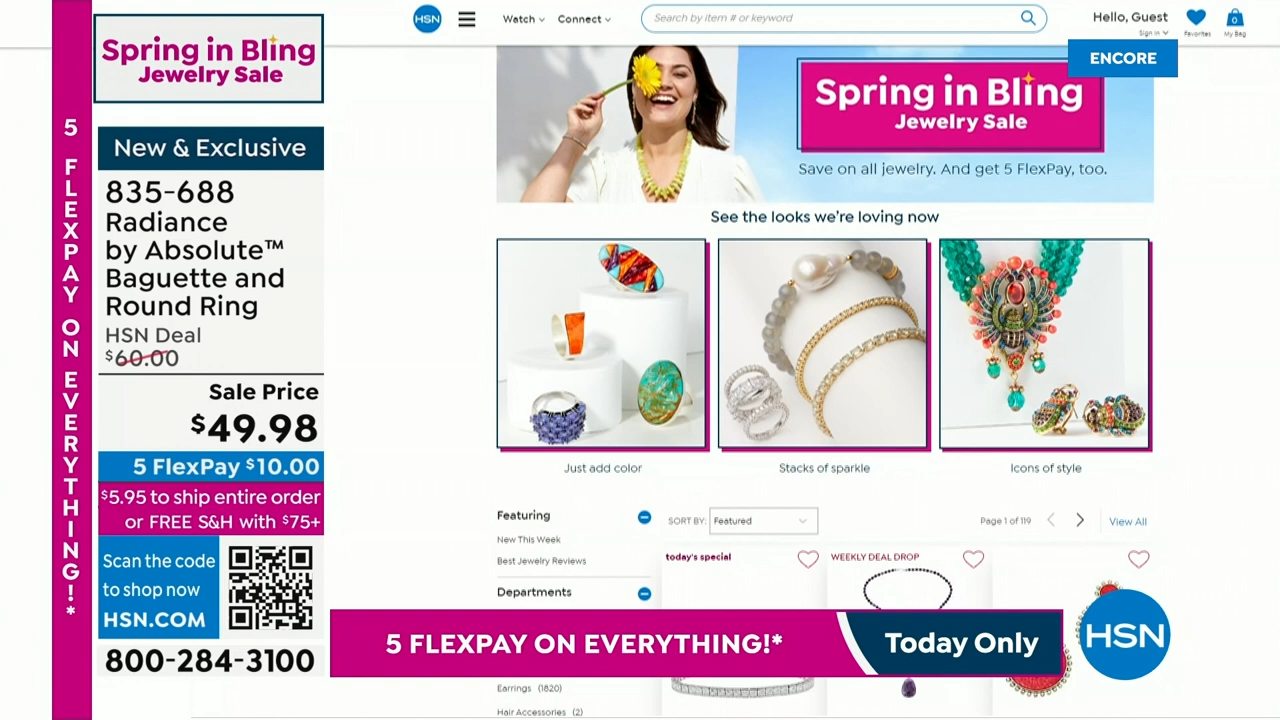 5 FLEXPAY ON EVERYTHING!*
Spring in Bling
Jewelry Sale
New & Exclusive
835-688
Radiance
by Absolute™
Baguette and
Round Ring
HSN Deal
$60.00
Sale Price
$49.98
5 FlexPay $10.00
$5.95 to ship entire order
or FREE S&H with $75+
Scan the code
to shop now
HSN.COM
800-284-3100
HSN
Watch
Connect
Search by item # or keyword
Hello, Guest
Sign In
Favorites
0
My Bag
ENCORE
Spring in Bling
Jewelry Sale
Save on all jewelry. And get 5 FlexPay, too.
See the looks we're loving now
Just add color
Stacks of sparkle
Icons of style
Featuring
New This Week
Best Jewelry Reviews
Departments
Earrings (1820)
Hair Accessories (2)
SORT BY: Featured
Page 1 of 119
View All
today's special
WEEKLY DEAL DROP
5 FLEXPAY ON EVERYTHING!*
Today Only
HSN